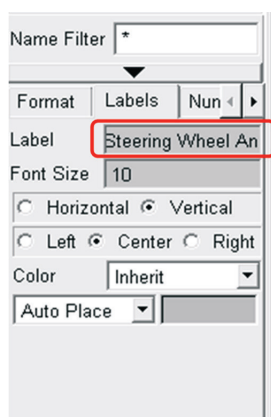 Name Filter *
Format Labels
Label Steering Wheel An
Font Size 10
Horizontal Vertical
Left Center Right
Color Inherit
Auto Place